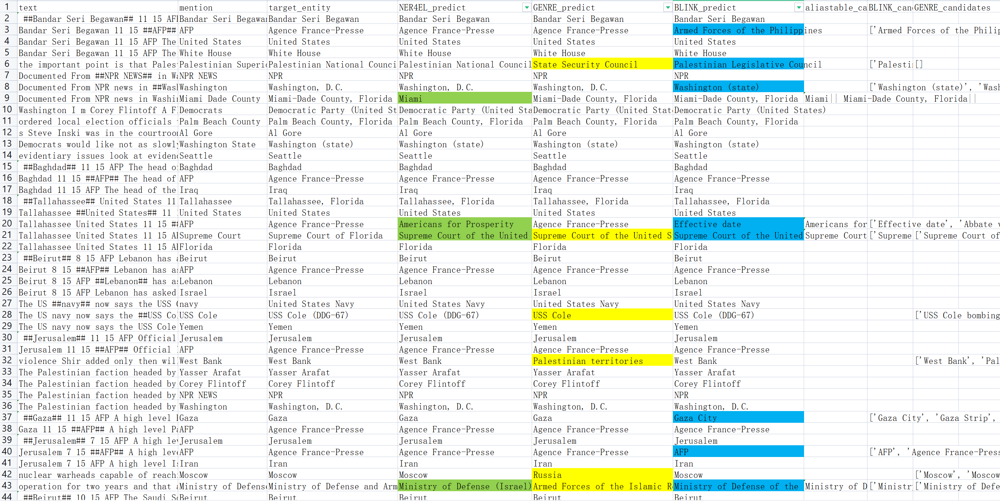 1 text mention target_entity NER4EL_predict GENRE_predict BLINK_predict aliastable_ca BLINK_can GENRE_candidates
2 ##Bandar Seri Begawan## 11 15 AF Bandar Seri Begawa Bandar Seri Begawan Bandar Seri Begawan Bandar Seri Begawan Bandar Seri Begawan
3 Bandar Seri Begawan 11 15 ##AFP## AFP Agence France-Presse Agence France-Presse Agence France-Presse Armed Forces of the Philippines ['Armed Forces of the Philip
4 Bandar Seri Begawan 11 15 AFP The United States United States United States United States United States
5 Bandar Seri Begawan 11 15 AFP The White House White House White House White House White House
6 the important point is that Pales Palestinian Superi Palestinian National Counci Palestinian National Council State Security Council Palestinian Legislative Council ['Palesti []
7 Documented From ##NPR NEWS## in Wa NPR NEWS NPR NPR NPR NPR
8 Documented From NPR news in ##Was Washington Washington, D.C. Washington, D.C. Washington, D.C. Washington (state) ['Washington (state)', 'Wash
9 Documented From NPR news in Washi Miami Dade County Miami-Dade County, Florida Miami Miami-Dade County, Florida Miami-Dade County, Florida Miami|| Miami-Dade County, Florida||
10 Washington I m Corey Flintoff A F Democrats Democratic Party (United St Democratic Party (United Sta Democratic Party (United Stat Democratic Party (United States)
11 ordered local election officials Palm Beach County Palm Beach County, Florida Palm Beach County, Florida Palm Beach County, Florida Palm Beach County, Florida
12 s Steve Inski was in the courtroo Al Gore Al Gore Al Gore Al Gore Al Gore
13 Democrats would like not as slowly Washington State Washington (state) Washington (state) Washington (state) Washington (state)
14 evidentiary issues look at eviden Seattle Seattle Seattle Seattle Seattle
15 ##Baghdad## 11 15 AFP The head o Baghdad Baghdad Baghdad Baghdad Baghdad
16 Baghdad 11 15 ##AFP## The head of AFP Agence France-Presse Agence France-Presse Agence France-Presse Agence France-Presse
17 Baghdad 11 15 AFP The head of the Iraq Iraq Iraq Iraq Iraq
18 ##Tallahassee## United States 11 Tallahassee Tallahassee, Florida Tallahassee, Florida Tallahassee, Florida Tallahassee, Florida
19 Tallahassee ##United States## 11 United States United States United States United States United States
20 Tallahassee United States 11 15 ## AFP Agence France-Presse Americans for Prosperity Agence France-Presse Effective date Americans for ['Effective date', 'Abbate v
21 Tallahassee United States 11 15 A Supreme Court Supreme Court of Florida Supreme Court of the United Supreme Court of the United S Supreme Court of the United Supreme Court ['Supreme ['Supreme Court of
22 Tallahassee United States 11 15 A Florida Florida Florida Florida Florida
23 ##Beirut## 8 15 AFP Lebanon has Beirut Beirut Beirut Beirut Beirut
24 Beirut 8 15 ##AFP## Lebanon has as AFP Agence France-Presse Agence France-Presse Agence France-Presse Agence France-Presse
25 Beirut 8 15 AFP ##Lebanon## has as Lebanon Lebanon Lebanon Lebanon Lebanon
26 Beirut 8 15 AFP Lebanon has asked Israel Israel Israel Israel Israel
27 The US ##navy## now says the USS navy United States Navy United States Navy United States Navy United States Navy
28 The US navy now says the ##USS Co USS Cole USS Cole (DDG-67) USS Cole (DDG-67) USS Cole USS Cole (DDG-67) ['USS Cole bombing
29 The US navy now says the USS Cole Yemen Yemen Yemen Yemen Yemen
30 ##Jerusalem## 11 15 AFP Official Jerusalem Jerusalem Jerusalem Jerusalem Jerusalem
31 Jerusalem 11 15 ##AFP## Official AFP Agence France-Presse Agence France-Presse Agence France-Presse Agence France-Presse
32 violence Shir added only then wil West Bank West Bank West Bank Palestinian territories West Bank ['West Bank', 'Pal
33 The Palestinian faction headed by Yasser Arafat Yasser Arafat Yasser Arafat Yasser Arafat Yasser Arafat
34 The Palestinian faction headed by Corey Flintoff Corey Flintoff Corey Flintoff Corey Flintoff Corey Flintoff
35 The Palestinian faction headed by NPR NEWS NPR NPR NPR NPR
36 The Palestinian faction headed by Washington Washington, D.C. Washington, D.C. Washington, D.C. Washington, D.C.
37 ##Gaza## 11 15 AFP A high level Gaza Gaza Gaza Gaza Gaza City ['Gaza City', 'Gaza Strip',
38 Gaza 11 15 ##AFP## A high level Pa AFP Agence France-Presse Agence France-Presse Agence France-Presse Agence France-Presse
39 ##Jerusalem## 7 15 AFP A high lev Jerusalem Jerusalem Jerusalem Jerusalem Jerusalem
40 Jerusalem 7 15 ##AFP## A high leve AFP Agence France-Presse Agence France-Presse Agence France-Presse AFP ['AFP', 'Agence France-Press
41 Jerusalem 7 15 AFP A high level Is Iran Iran Iran Iran Iran
42 nuclear warheads capable of reach Moscow Moscow Moscow Russia Moscow ['Moscow', 'Moscow
43 operation for two years and that a Ministry of Defense Ministry of Defense and Arm Ministry of Defense (Israel) Armed Forces of the Islamic R Ministry of Defense of the Ministry of D ['Ministr ['Ministry of Defe
44 ##Beirut## 10 15 AFP The Saudi S Beirut Beirut Beirut Beirut Beirut